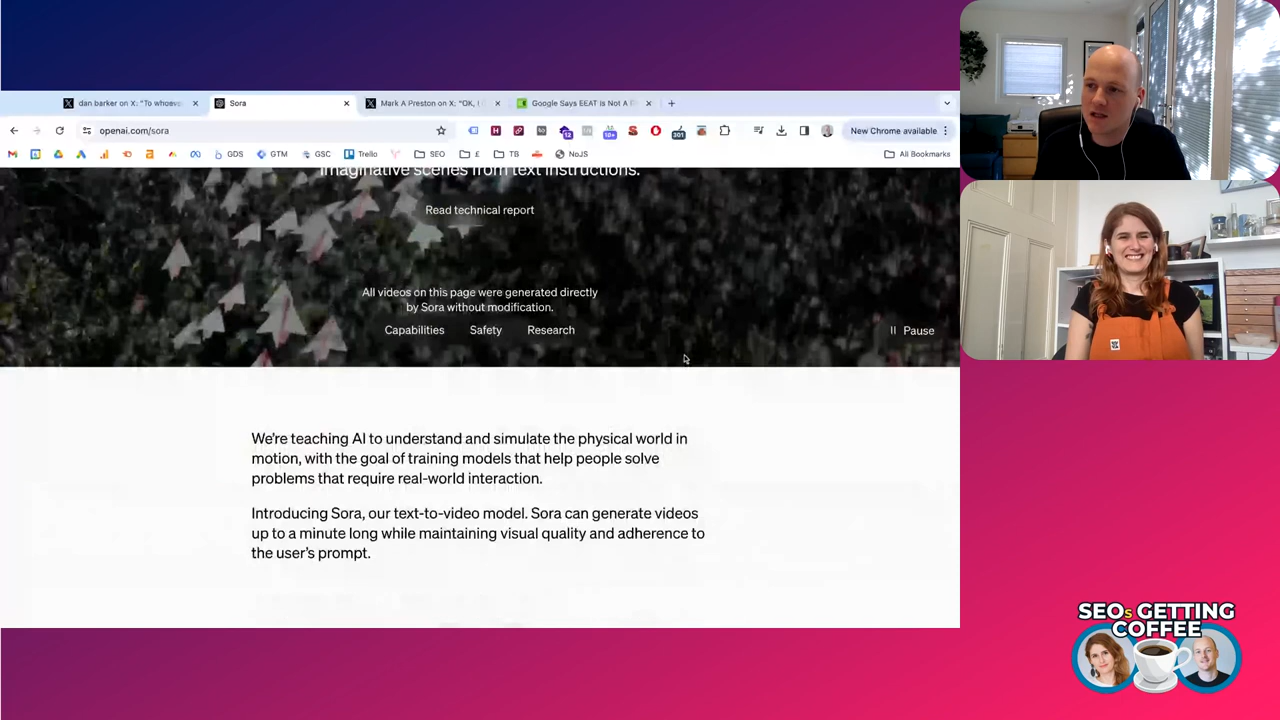 dan barker on X: "To whoev
Sora
Mark A Preston on X: "OK, I
Google Says EEAT Is Not A
openai.com/sora
12
10+
301
New Chrome available
GDS
GTM
GSC
Trello
SEO
£
TB
NoJS
All Bookmarks
imaginative scenes from text instructions.
Read technical report
All videos on this page were generated directly
by Sora without modification.
Capabilities
Safety
Research
Pause
We're teaching AI to understand and simulate the physical world in
motion, with the goal of training models that help people solve
problems that require real-world interaction.
Introducing Sora, our text-to-video model. Sora can generate videos
up to a minute long while maintaining visual quality and adherence to
the user's prompt.
SEOs GETTING
COFFEE